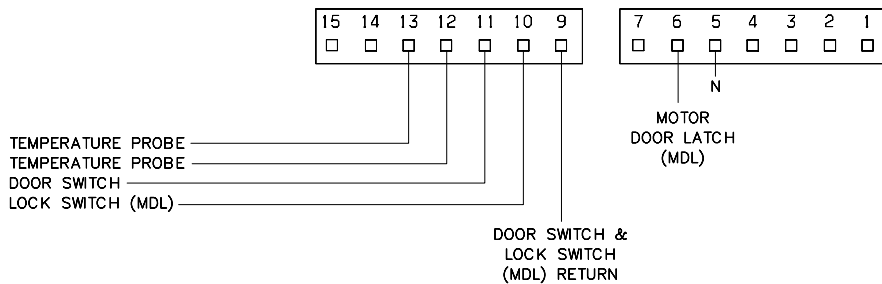 15 14 13 12 11 10 9
7 6 5 4 3 2 1
N
MOTOR
DOOR LATCH
(MDL)
TEMPERATURE PROBE
TEMPERATURE PROBE
DOOR SWITCH
LOCK SWITCH (MDL)
DOOR SWITCH &
LOCK SWITCH
(MDL) RETURN